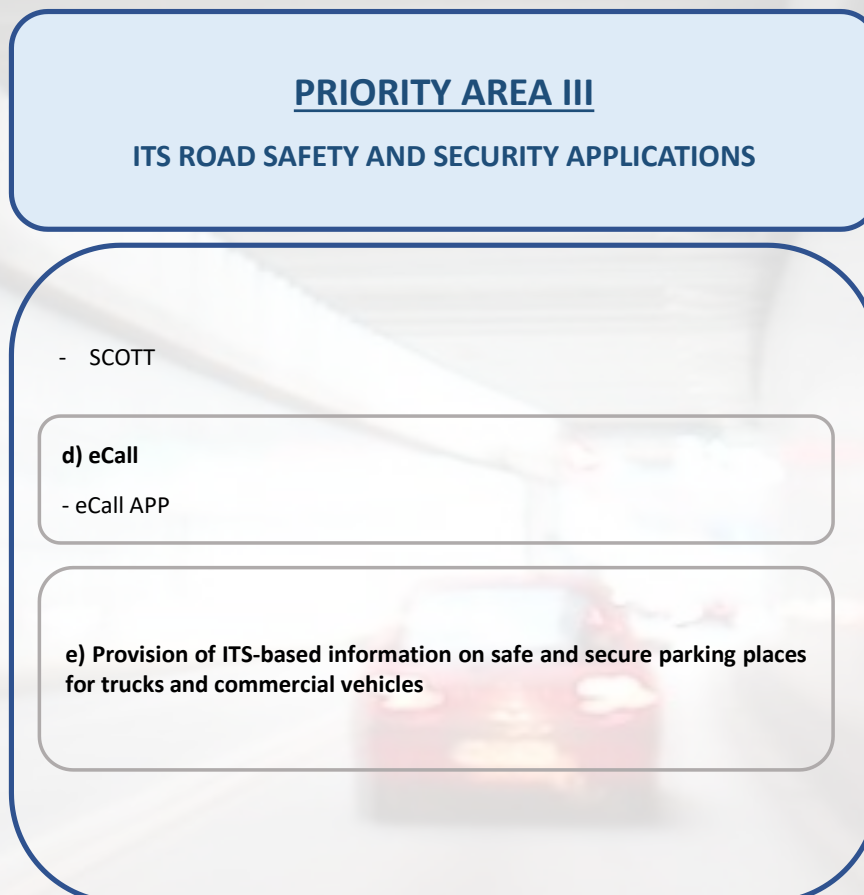 PRIORITY AREA III
ITS ROAD SAFETY AND SECURITY APPLICATIONS
- SCOTT
d) eCall
- eCall APP
e) Provision of ITS-based information on safe and secure parking places
for trucks and commercial vehicles